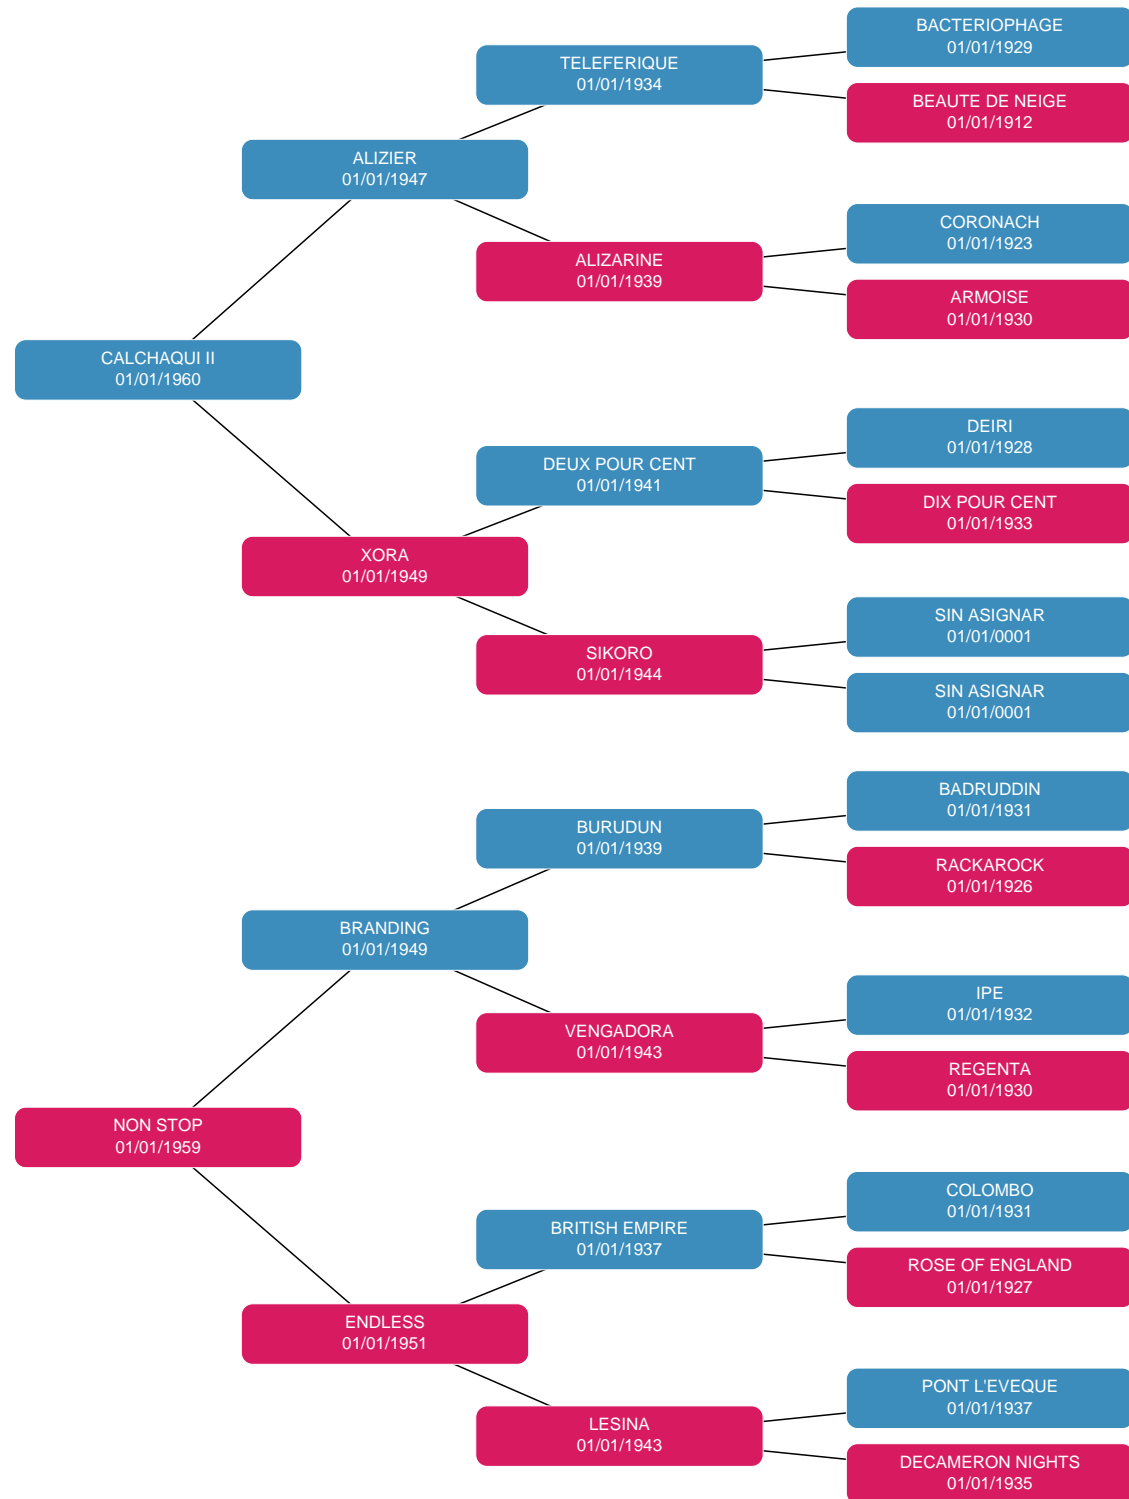 BACTERIOPHAGE
01/01/1929
TELEFERIQUE
01/01/1934
BEAUTE DE NEIGE
01/01/1912
ALIZIER
01/01/1947
CORONACH
01/01/1923
ALIZARINE
01/01/1939
ARMOISE
01/01/1930
CALCHAQUI II
01/01/1960
DEIRI
01/01/1928
DEUX POUR CENT
01/01/1941
DIX POUR CENT
01/01/1933
XORA
01/01/1949
SIN ASIGNAR
01/01/0001
SIKORO
01/01/1944
SIN ASIGNAR
01/01/0001
BADRUDDIN
01/01/1931
BURUDUN
01/01/1939
RACKAROCK
01/01/1926
BRANDING
01/01/1949
IPE
01/01/1932
VENGADORA
01/01/1943
REGENTA
01/01/1930
NON STOP
01/01/1959
COLOMBO
01/01/1931
BRITISH EMPIRE
01/01/1937
ROSE OF ENGLAND
01/01/1927
ENDLESS
01/01/1951
PONT L'EVEQUE
01/01/1937
LESINA
01/01/1943
DECAMERON NIGHTS
01/01/1935